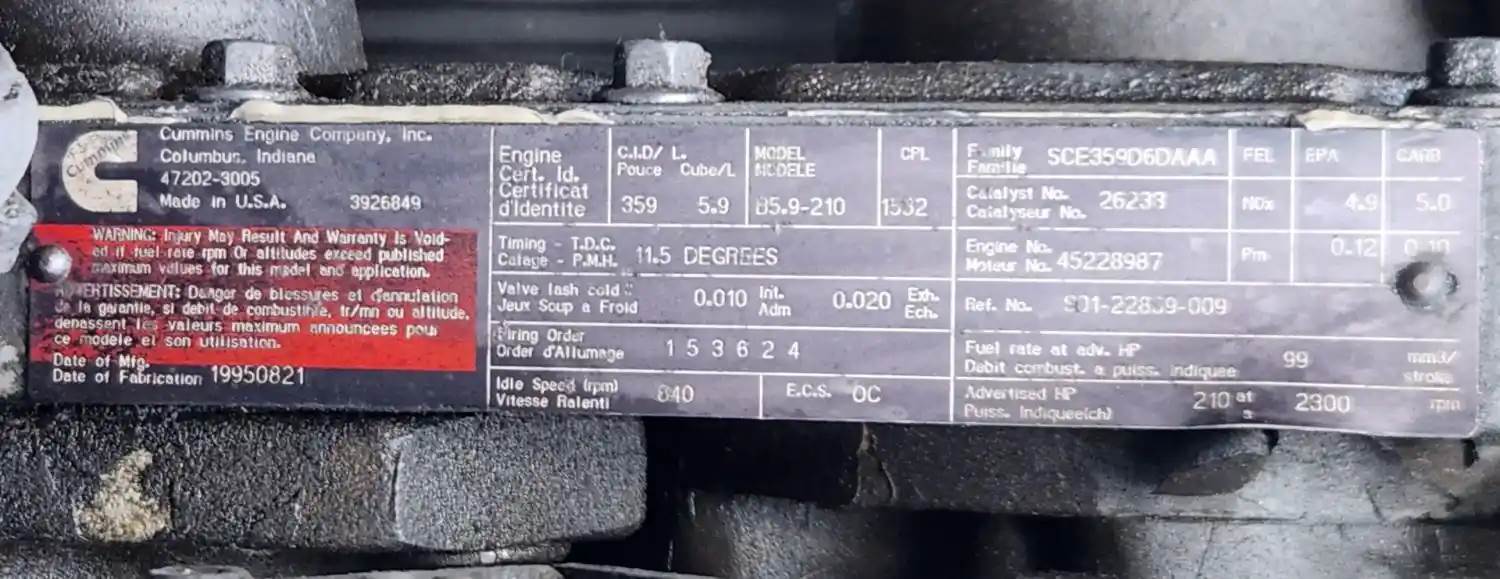 Cummins
Cummins Engine Company, Inc.
Columbus, Indiana
47202-3005
Made in U.S.A. 3926849
WARNING: Injury May Result And Warranty Is Void-
ed if fuel rate rpm Or altitudes exceed published
maximum values for this model and application.
AVERTISSEMENT: Danger de blessures et d'annulation
de la garantie, si debit de combustible, tr/mn ou altitude,
depassent les valeurs maximum annoncees pour
ce modele et son utilisation.
Date of Mfg.
Date of Fabrication 19950821
Engine
Cert. Id.
Certificat
d'Identite
C.I.D/ L.
Pouce Cube/L
359 5.9
MODEL
MODELE
B5.9-210
CPL
Timing - T.D.C.
Calage - P.M.H. 11.5 DEGREES
Valve lash cold
Jeux Soup a Froid
0.010 Int.
Adm
0.020 Exh.
Ech.
Firing Order
Order d'Allumage 1 5 3 6 2 4
Idle Speed (rpm)
Vitesse Ralenti 840
E.C.S. OC
Family
Famille SCE359D6DAAA
Catalyst No.
Catalyseur No. 26233
Engine No.
Moteur No. 45228987
FEL EPA CARB
NOx 4.9 5.0
Pm 0.12 0.10
Ref. No.
Fuel rate at adv. HP
Debit combust. a puiss. indiquee 99 mm3/
stroke
Advertised HP
Puiss. Indiquee(ch) 210 at
a 2300 rpm